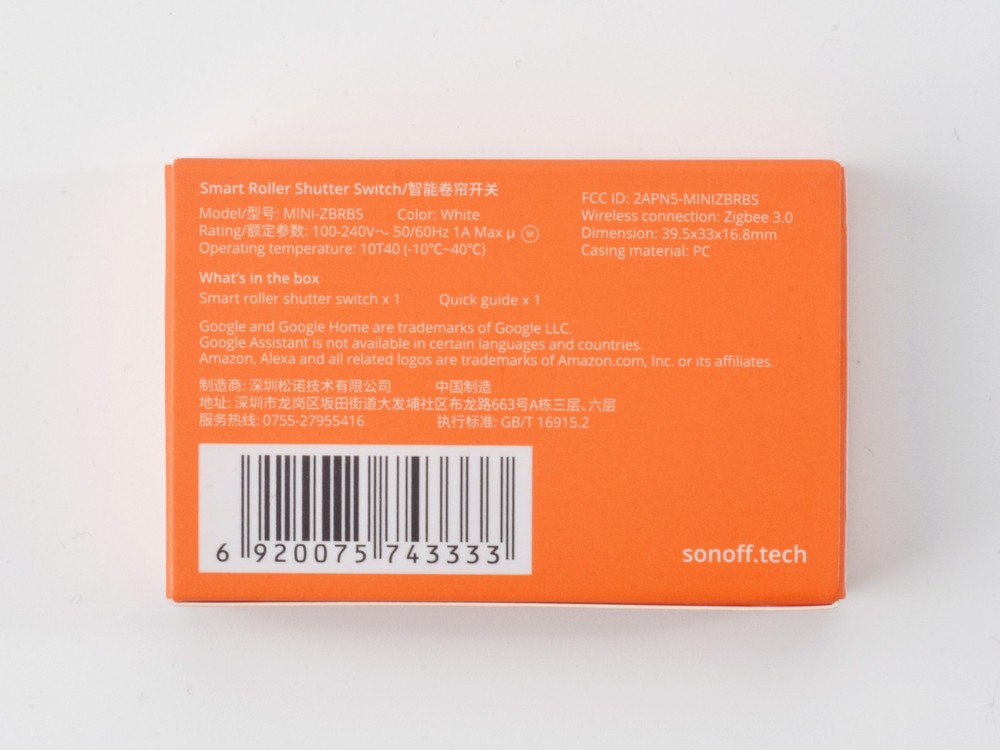 Smart Roller Shutter Switch/智能卷帘开关
Model/型号: MINI-ZBRBS Color: White
Rating/额定参数: 100-240V～ 50/60Hz 1A Max μ Ⓜ
Operating temperature: 10T40 (-10℃~40℃)
FCC ID: 2APN5-MINIZBRBS
Wireless connection: Zigbee 3.0
Dimension: 39.5x33x16.8mm
Casing material: PC
What's in the box
Smart roller shutter switch x 1 Quick guide x 1
Google and Google Home are trademarks of Google LLC.
Google Assistant is not available in certain languages and countries.
Amazon, Alexa and all related logos are trademarks of Amazon.com, Inc. or its affiliates.
制造商: 深圳松诺技术有限公司 中国制造
地址: 深圳市龙岗区坂田街道大发埔社区布龙路663号A栋三层、六层
服务热线: 0755-27955416 执行标准: GB/T 16915.2
6 920075 743333
sonoff.tech